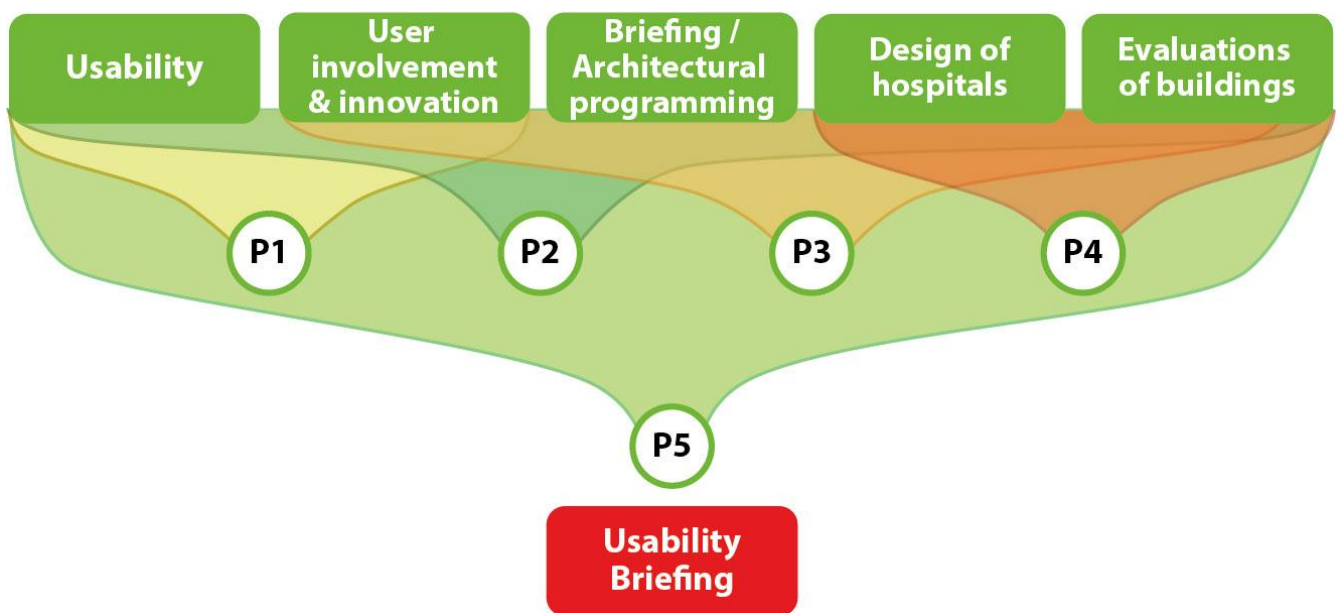 Usability
User
involvement
& innovation
Briefing /
Architectural
programming
Design of
hospitals
Evaluations
of buildings
P1
P2
P3
P4
P5
Usability
Briefing